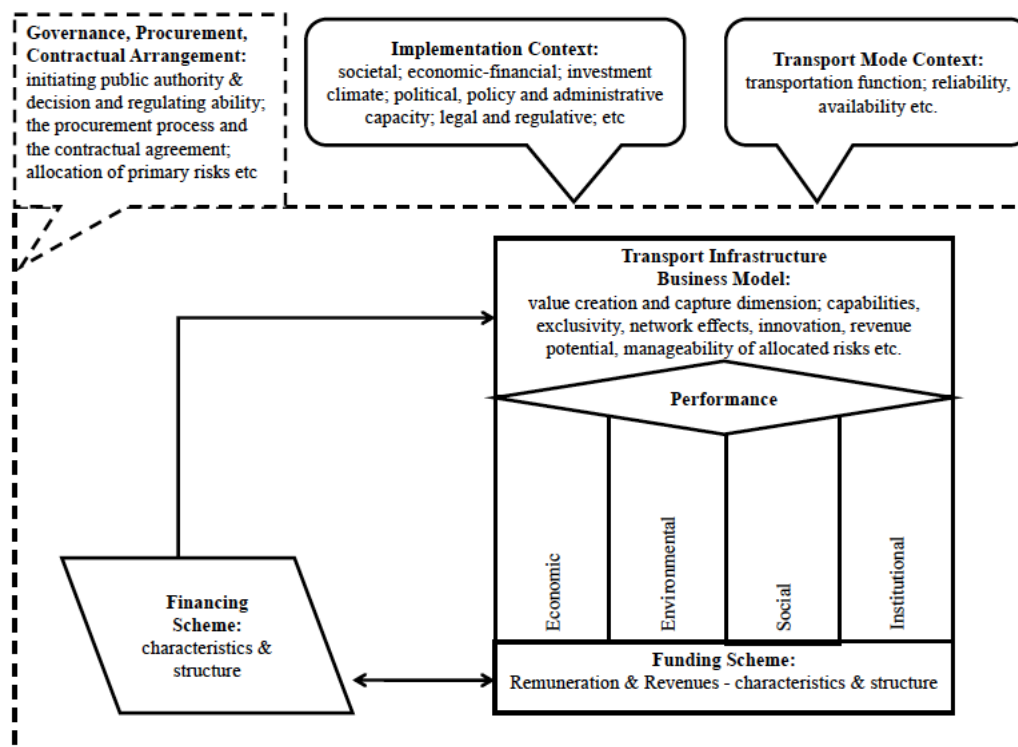 Governance, Procurement,
Contractual Arrangement:
initiating public authority &
decision and regulating ability;
the procurement process and
the contractual agreement;
allocation of primary risks etc
Implementation Context:
societal; economic-financial; investment
climate; political, policy and administrative
capacity; legal and regulative; etc
Transport Mode Context:
transportation function; reliability,
availability etc.
Transport Infrastructure
Business Model:
value creation and capture dimension; capabilities,
exclusivity, network effects, innovation, revenue
potential, manageability of allocated risks etc.
Performance
Economic
Environmental
Social
Institutional
Financing
Scheme:
characteristics &
structure
Funding Scheme:
Remuneration & Revenues - characteristics & structure